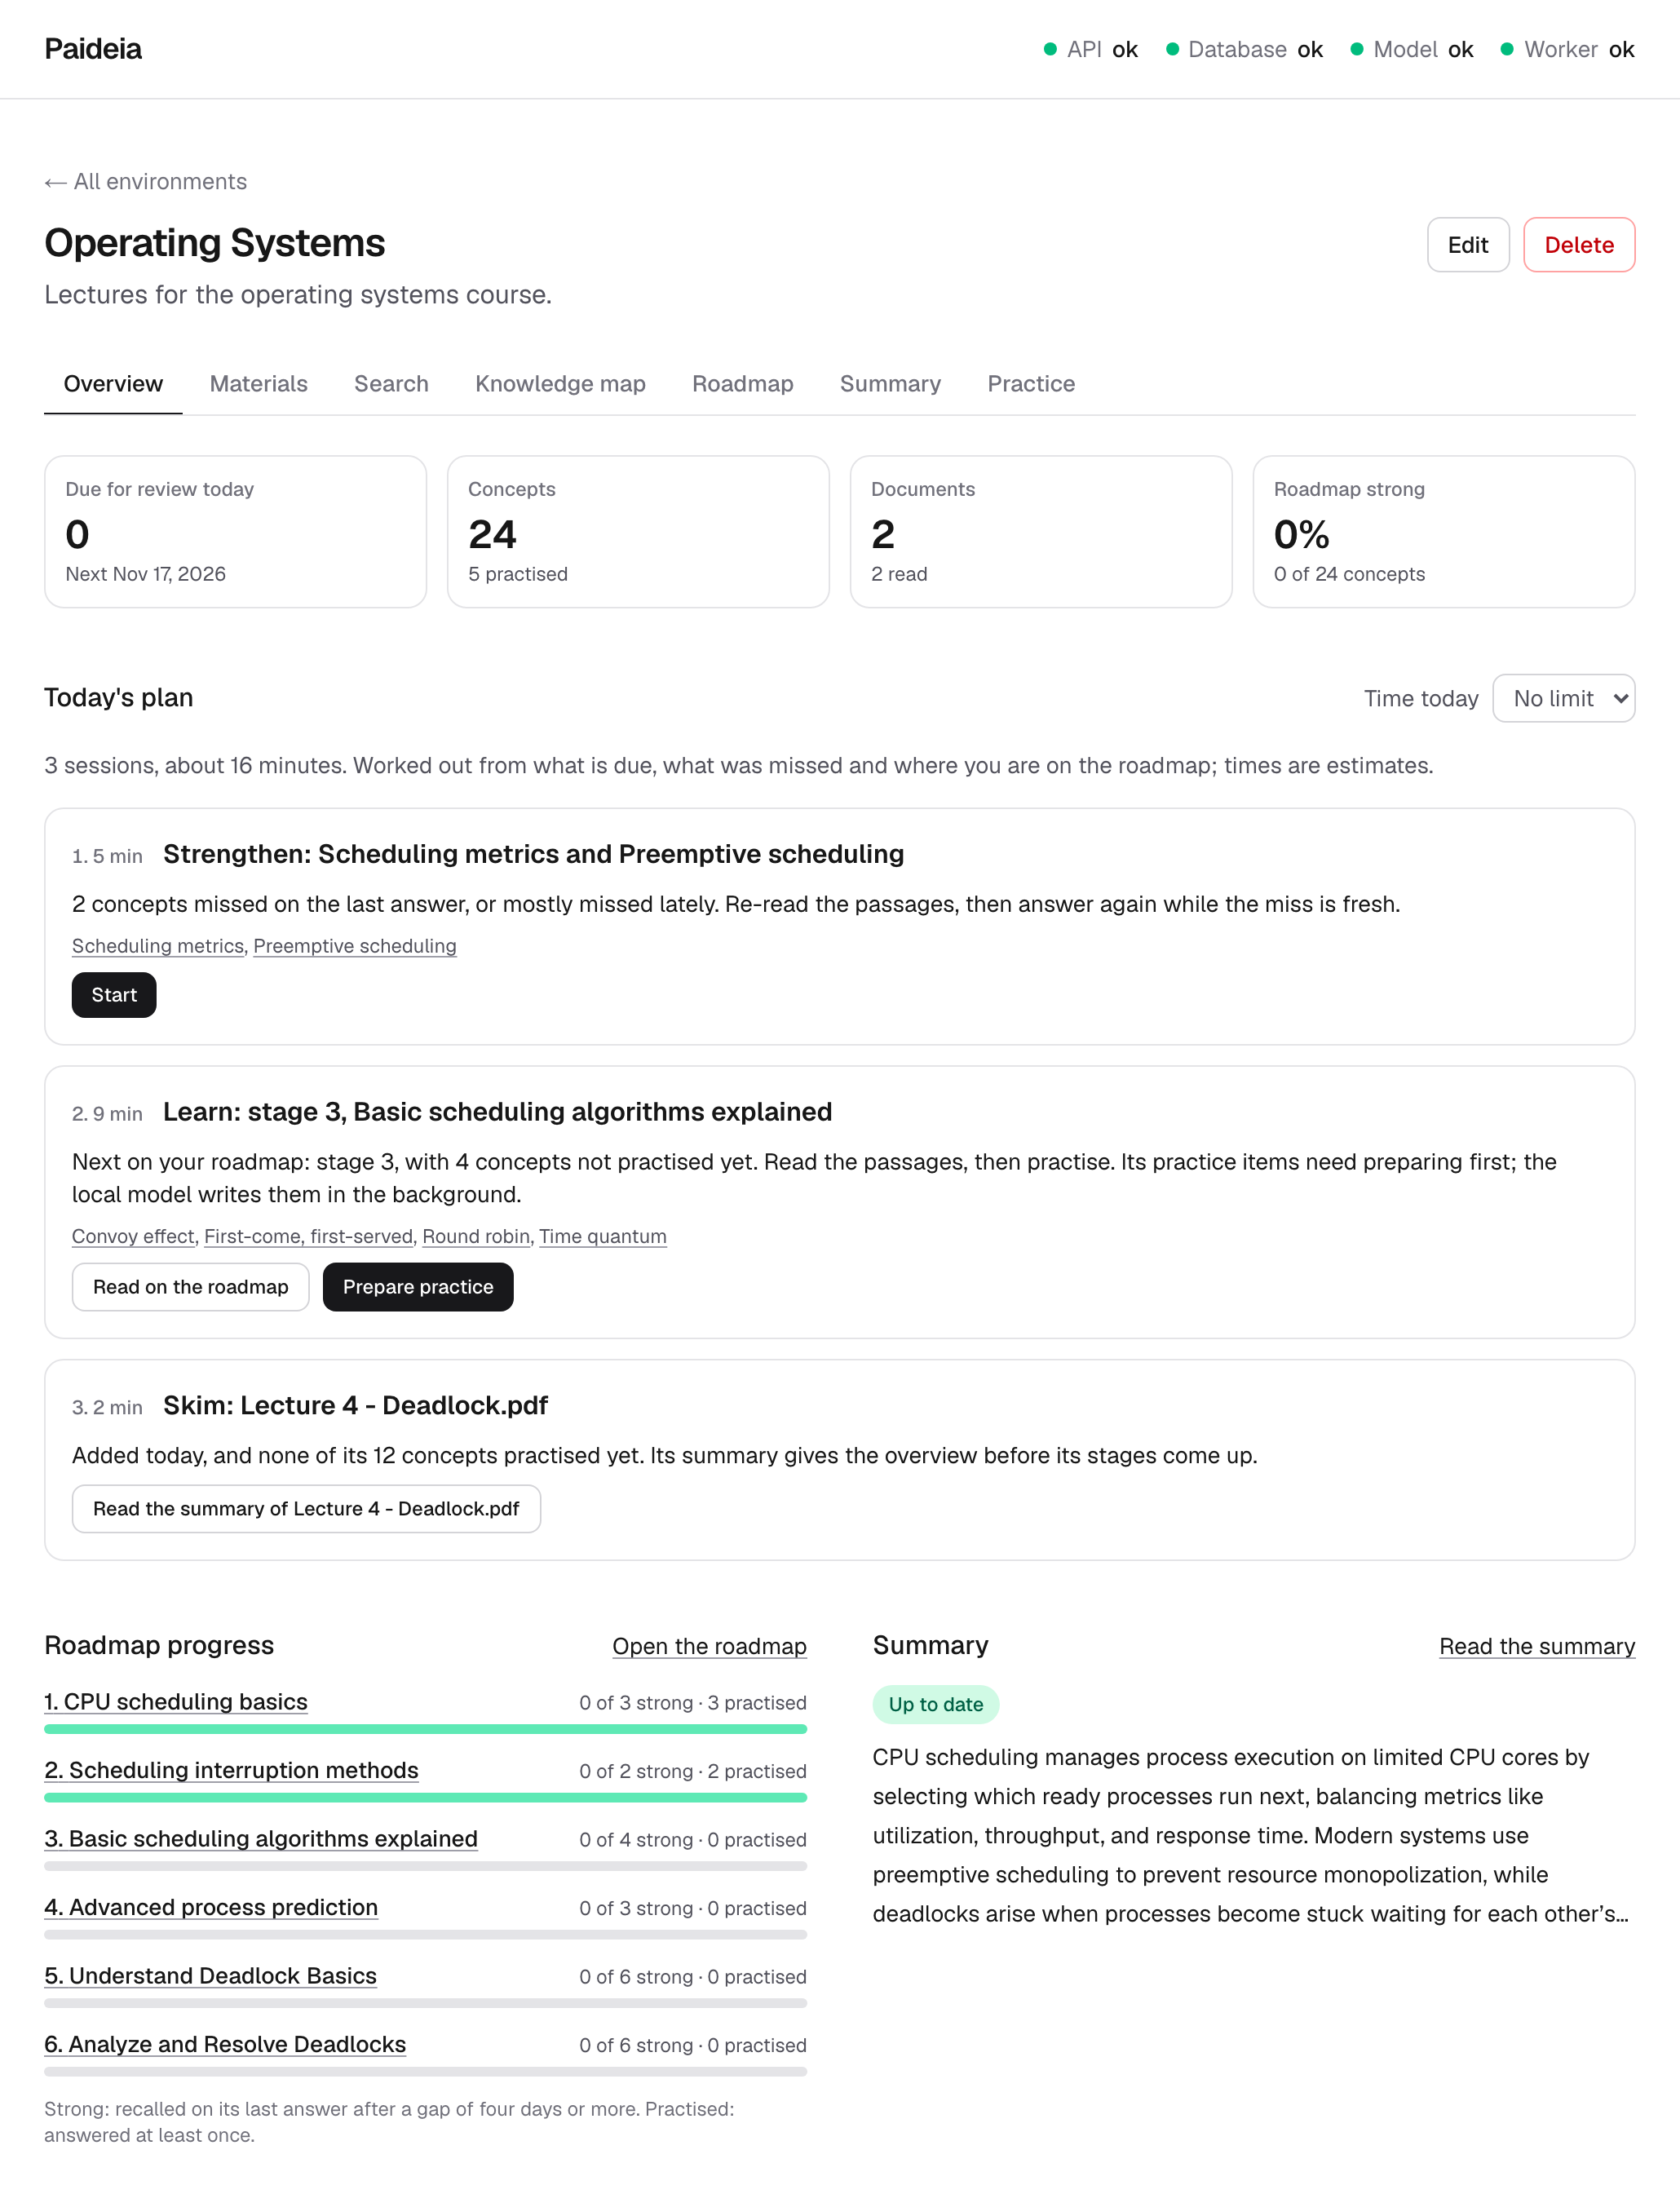 Paideia
API ok Database ok Model ok Worker ok
← All environments
Operating Systems
Edit Delete
Lectures for the operating systems course.
Overview Materials Search Knowledge map Roadmap Summary Practice
Due for review today
0
Next Nov 17, 2026
Concepts
24
5 practised
Documents
2
2 read
Roadmap strong
0%
0 of 24 concepts
Today's plan
Time today No limit
3 sessions, about 16 minutes. Worked out from what is due, what was missed and where you are on the roadmap; times are estimates.
1. 5 min Strengthen: Scheduling metrics and Preemptive scheduling
2 concepts missed on the last answer, or mostly missed lately. Re-read the passages, then answer again while the miss is fresh.
Scheduling metrics, Preemptive scheduling
Start
2. 9 min Learn: stage 3, Basic scheduling algorithms explained
Next on your roadmap: stage 3, with 4 concepts not practised yet. Read the passages, then practise. Its practice items need preparing first; the
local model writes them in the background.
Convoy effect, First-come, first-served, Round robin, Time quantum
Read on the roadmap Prepare practice
3. 2 min Skim: Lecture 4 - Deadlock.pdf
Added today, and none of its 12 concepts practised yet. Its summary gives the overview before its stages come up.
Read the summary of Lecture 4 - Deadlock.pdf
Roadmap progress Open the roadmap
1. CPU scheduling basics 0 of 3 strong · 3 practised
2. Scheduling interruption methods 0 of 2 strong · 2 practised
3. Basic scheduling algorithms explained 0 of 4 strong · 0 practised
4. Advanced process prediction 0 of 3 strong · 0 practised
5. Understand Deadlock Basics 0 of 6 strong · 0 practised
6. Analyze and Resolve Deadlocks 0 of 6 strong · 0 practised
Strong: recalled on its last answer after a gap of four days or more. Practised:
answered at least once.
Summary Read the summary
Up to date
CPU scheduling manages process execution on limited CPU cores by
selecting which ready processes run next, balancing metrics like
utilization, throughput, and response time. Modern systems use
preemptive scheduling to prevent resource monopolization, while
deadlocks arise when processes become stuck waiting for each other’s…